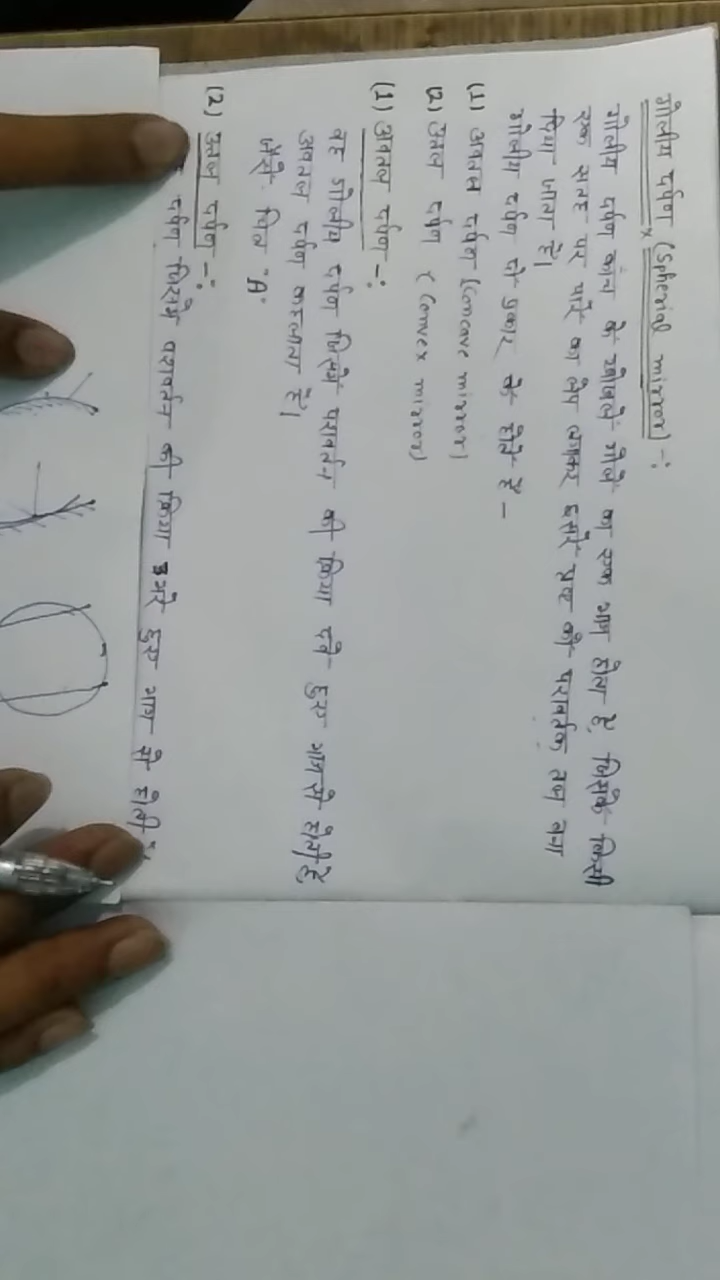 गोलीय दर्पण (Spherial mirror) -:
गोलीय दर्पण कांच के खोखले गोले का एक भाग होता है, जिसके किसी
एक सतह पर पारे का लेप लगाकर दूसरे पृष्ठ को परावर्तक तल बना
दिया जाता है।
गोलीय दर्पण दो प्रकार के होते हैं -
(1) अवतल दर्पण (Concave mirror)
(2) उत्तल दर्पण (Convex mirror)
(1) अवतल दर्पण -:
वह गोलीय दर्पण जिसमे परावर्तन की क्रिया दबे हुए भाग से होती है
अवतल दर्पण कहलाता है।
जैसे- चित्र "A"
(2) उत्तल दर्पण -:
दर्पण जिसमे परावर्तन की क्रिया उभरे हुए भाग से होती